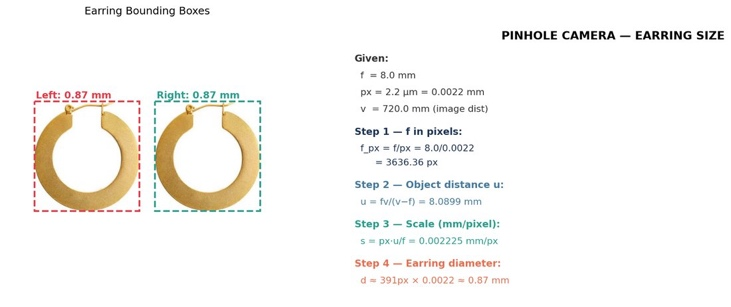 Earring Bounding Boxes
Left: 0.87 mm
Right: 0.87 mm
PINHOLE CAMERA — EARRING SIZE
Given:
f = 8.0 mm
px = 2.2 μm = 0.0022 mm
v = 720.0 mm (image dist)
Step 1 — f in pixels:
f_px = f/px = 8.0/0.0022
= 3636.36 px
Step 2 — Object distance u:
u = fv/(v−f) = 8.0899 mm
Step 3 — Scale (mm/pixel):
s = px·u/f = 0.002225 mm/px
Step 4 — Earring diameter:
d ≈ 391px × 0.0022 ≈ 0.87 mm